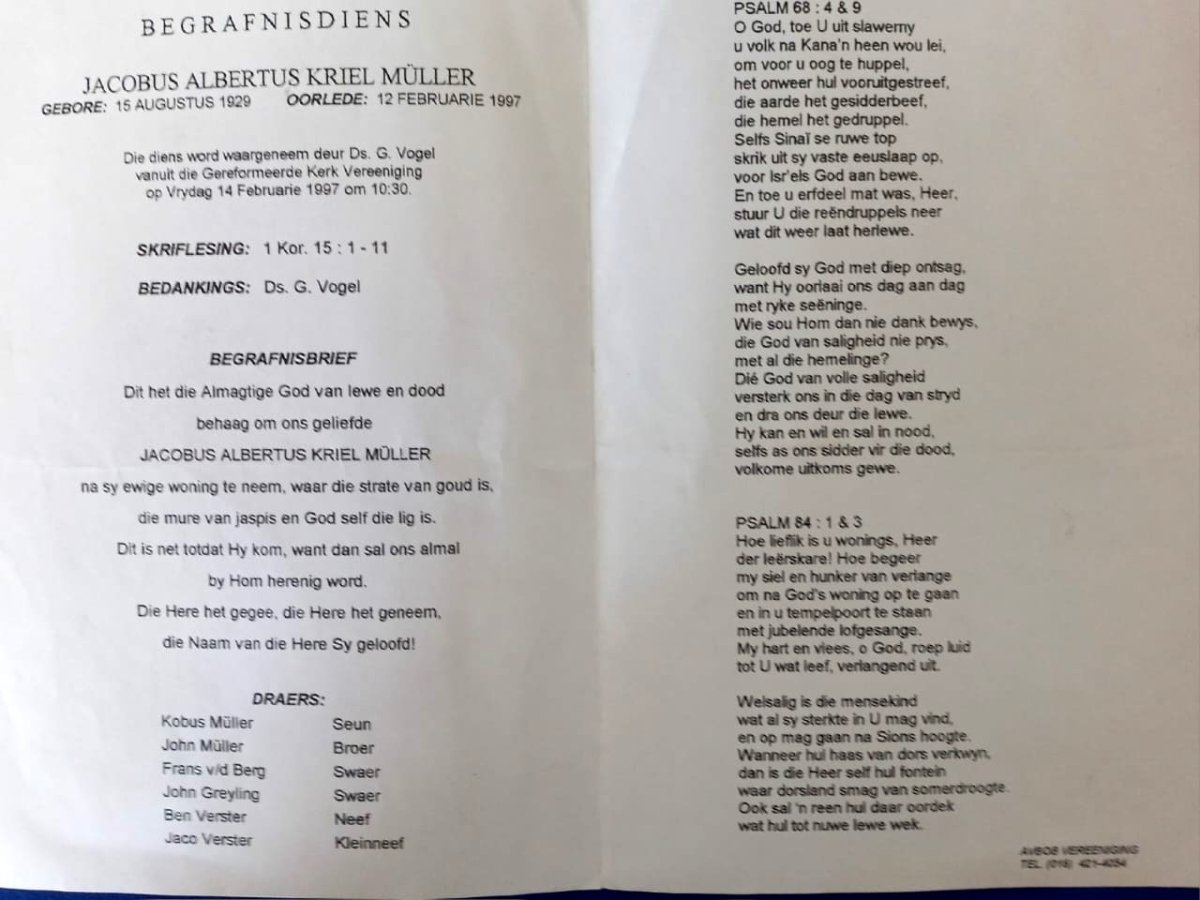 BEGRAFNISDIENS
JACOBUS ALBERTUS KRIEL MÜLLER
GEBORE: 15 AUGUSTUS 1929 OORLEDE: 12 FEBRUARIE 1997
Die diens word waargeneem deur Ds. G. Vogel
vanuit die Gereformeerde Kerk Vereeniging
op Vrydag 14 Februarie 1997 om 10:30.
SKRIFLESING: 1 Kor. 15 : 1 - 11
BEDANKINGS: Ds. G. Vogel
BEGRAFNISBRIEF
Dit het die Almagtige God van lewe en dood
behaag om ons geliefde
JACOBUS ALBERTUS KRIEL MÜLLER
na sy ewige woning te neem, waar die strate van goud is,
die mure van jaspis en God self die lig is.
Dit is net totdat Hy kom, want dan sal ons almal
by Hom herenig word.
Die Here het gegee, die Here het geneem,
die Naam van die Here Sy geloofd!
DRAERS:
Kobus Müller Seun
John Müller Broer
Frans v/d Berg Swaer
John Greyling Swaer
Ben Verster Neef
Jaco Verster Kleinneef
PSALM 68 : 4 & 9
O God, toe U uit slawerny
u volk na Kana'n heen wou lei,
om voor u oog te huppel,
het onweer hul vooruitgestreef,
die aarde het gesidderbeef,
die hemel het gedruppel.
Selfs Sinaï se ruwe top
skrik uit sy vaste eeuslaap op,
voor Isr'els God aan bewe.
En toe u erfdeel mat was, Heer,
stuur U die reëndruppels neer
wat dit weer laat herlewe.
Geloofd sy God met diep ontsag,
want Hy oorlaai ons dag aan dag
met ryke seëninge.
Wie sou Hom dan nie dank bewys,
die God van saligheid nie prys,
met al die hemelinge?
Dié God van volle saligheid
versterk ons in die dag van stryd
en dra ons deur die lewe.
Hy kan en wil en sal in nood,
selfs as ons sidder vir die dood,
volkome uitkoms gewe.
PSALM 84 : 1 & 3
Hoe lieflik is u wonings, Heer
der leërskare! Hoe begeer
my siel en hunker van verlange
om na God's woning op te gaan
en in u tempelpoort te staan
met jubelende lofgesange.
My hart en vlees, o God, roep luid
tot U wat leef, verlangend uit.
Welsalig is die mensekind
wat al sy sterkte in U mag vind,
en op mag gaan na Sions hoogte.
Wanneer hul haas van dors verkwyn,
dan is die Heer self hul fontein
waar dorsland smag van somerdroogte.
Ook sal 'n reen hul daar oordek
wat hul tot nuwe lewe wek.
AVBOB VEREENIGING
TEL. (016) 421-4054